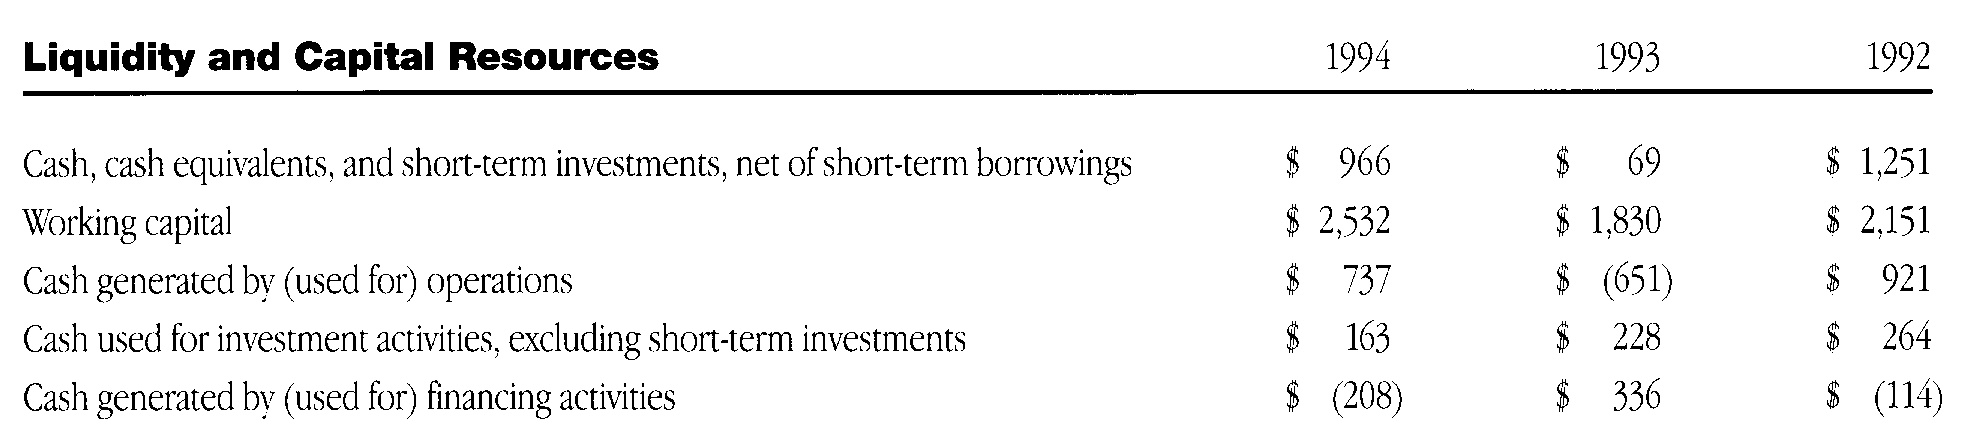 Liquidity and Capital Resources 1994 1993 1992
Cash, cash equivalents, and short-term investments, net of short-term borrowings $ 966 $ 69 $ 1,251
Working capital $ 2,532 $ 1,830 $ 2,151
Cash generated by (used for) operations $ 737 $ (651) $ 921
Cash used for investment activities, excluding short-term investments $ 163 $ 228 $ 264
Cash generated by (used for) financing activities $ (208) $ 336 $ (114)